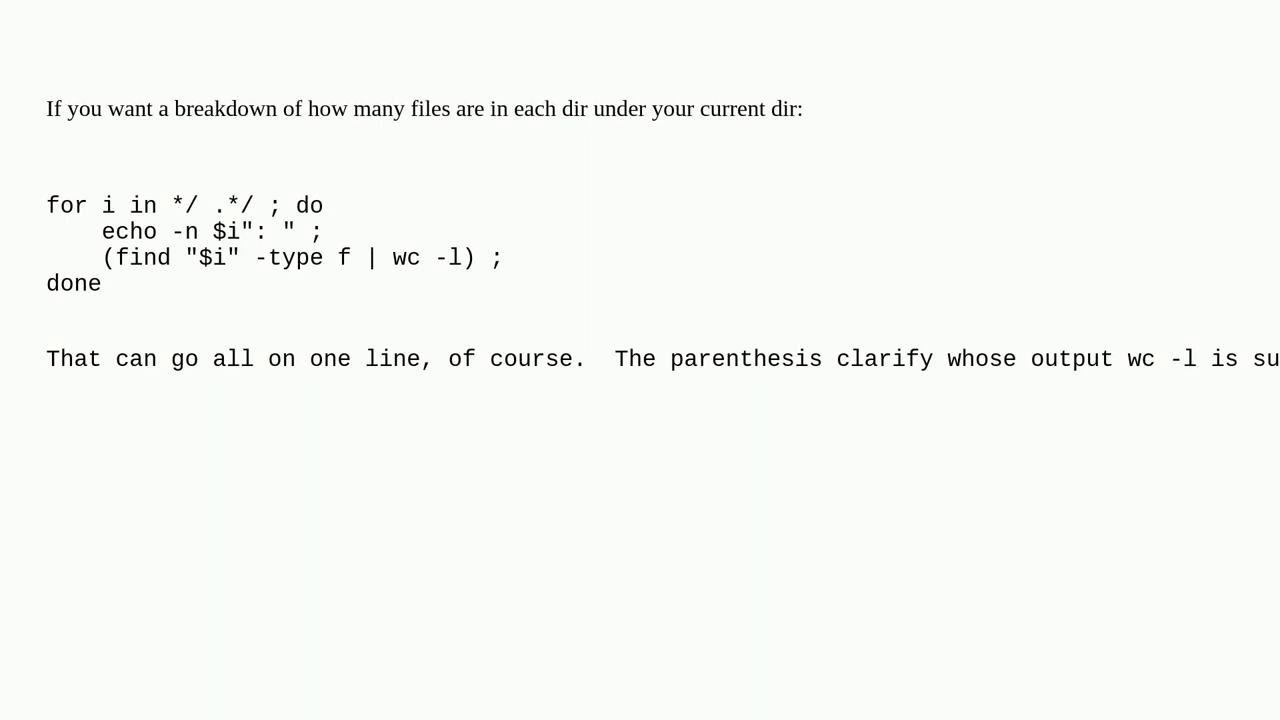 If you want a breakdown of how many files are in each dir under your current dir:
for i in */ .*/ ; do
    echo -n $i": " ;
    (find "$i" -type f | wc -l) ;
done
That can go all on one line, of course.  The parenthesis clarify whose output wc -l is